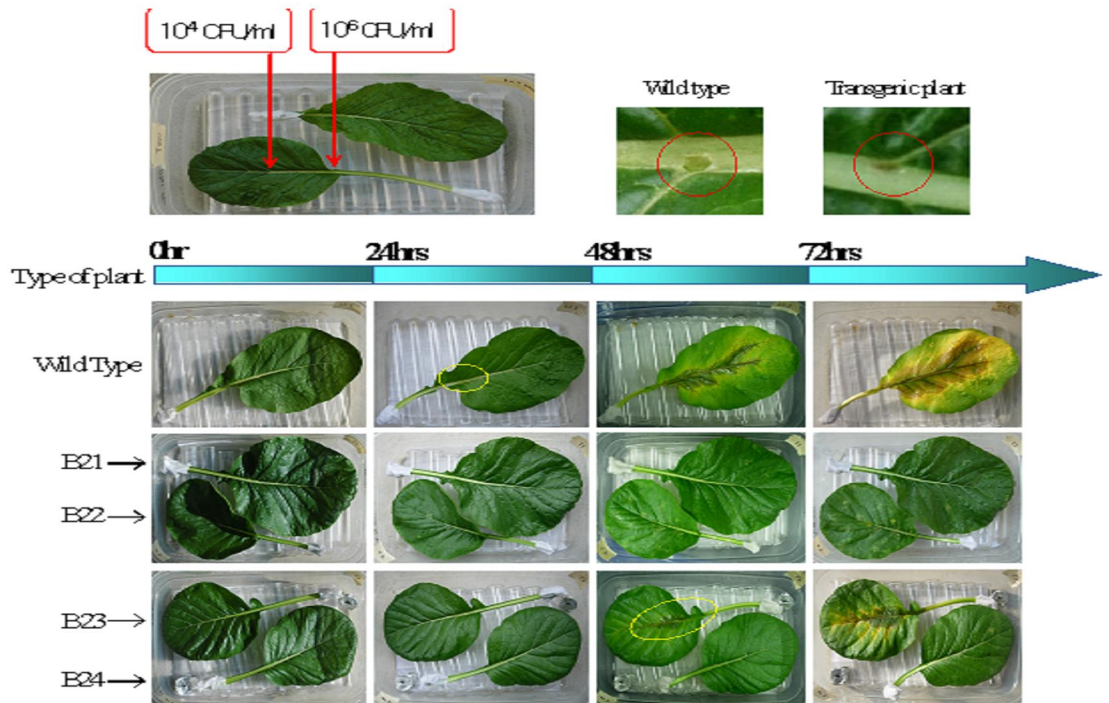 10⁴ CFU/ml
10⁶ CFU/ml
Wild type
Transgenic plant
0hr
24hrs
48hrs
72hrs
Type of plant
Wild Type
B21
B22
B23
B24